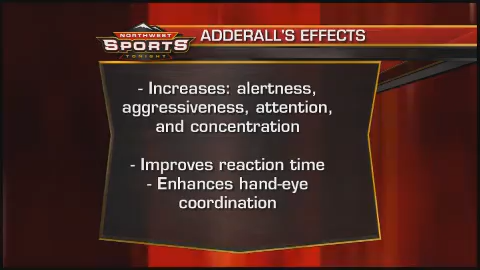 NORTHWEST
SPORTS
TONIGHT
ADDERALL'S EFFECTS
- Increases: alertness,
aggressiveness, attention,
and concentration
- Improves reaction time
- Enhances hand-eye
coordination